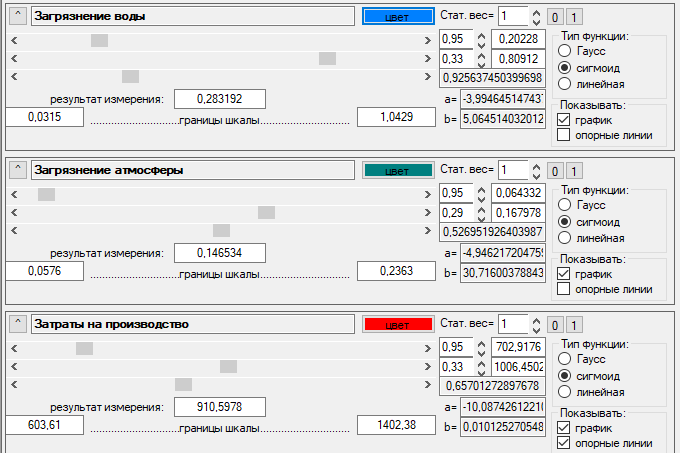 ^ Загрязнение воды цвет Стат. вес= 1 0 1
< > 0,95 0,20228 Тип функции:
< > 0,33 0,80912 Гаусс
< > 0,925637450399698 сигмоид
линейная
результат измерения: 0,283192 a= -3,99464514743 Показывать:
0,0315 границы шкалы 1,0429 b= 5,064514032012 график
опорные линии
^ Загрязнение атмосферы цвет Стат. вес= 1 0 1
< > 0,95 0,064332 Тип функции:
< > 0,29 0,167978 Гаусс
< > 0,526951926403987 сигмоид
линейная
результат измерения: 0,146534 a= -4,94621720475 Показывать:
0,0576 границы шкалы 0,2363 b= 30,71600378843 график
опорные линии
^ Затраты на производство цвет Стат. вес= 1 0 1
< > 0,95 702,9176 Тип функции:
< > 0,33 1006,4502 Гаусс
< > 0,65701272897678 сигмоид
линейная
результат измерения: 910,5978 a= -10,0874261221 Показывать:
603,61 границы шкалы 1402,38 b= 0,010125270548 график
опорные линии